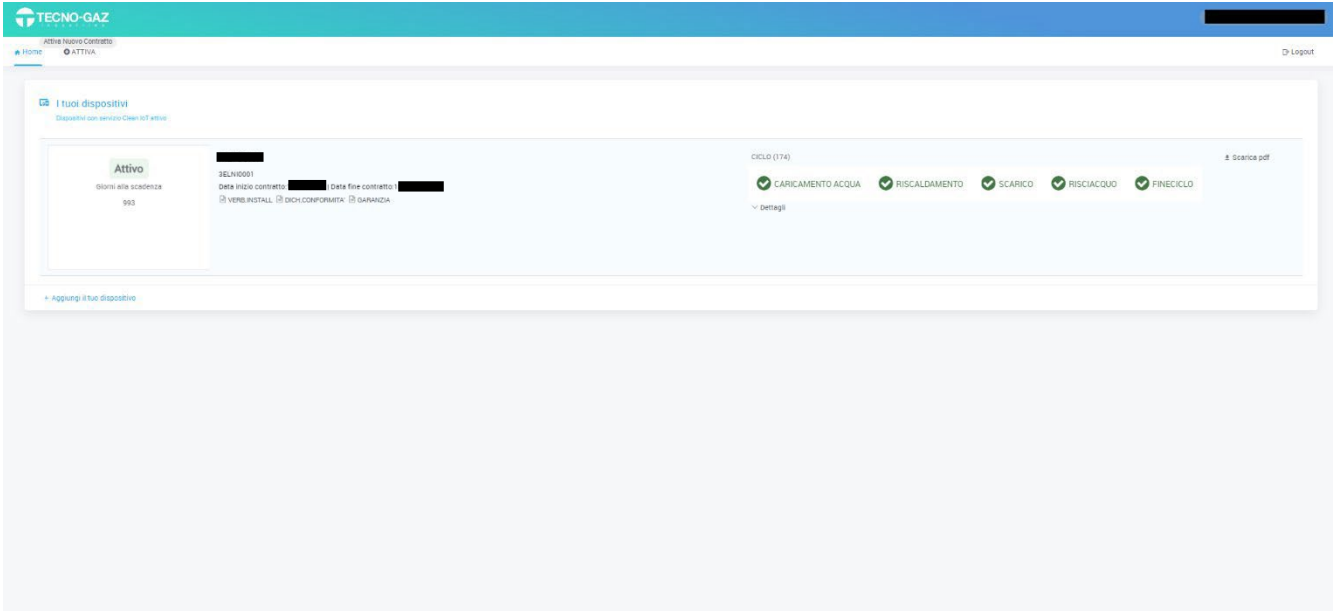 TECNO-GAZ
Attiva Nuovo Contratto
Home
ATTIVA
Logout
I tuoi dispositivi
Dispositivi con servizio Clean IoT attivo
Attivo
Giorni alla scadenza
993
3ELNI0001
Data inizio contratto: | Data fine contratto:1
VERB.INSTALL. DICH.CONFORMITA' GARANZIA
CICLO (174)
Scarica pdf
CARICAMENTO ACQUA RISCALDAMENTO SCARICO RISCIACQUO FINECICLO
Dettagli
+ Aggiungi il tuo dispositivo